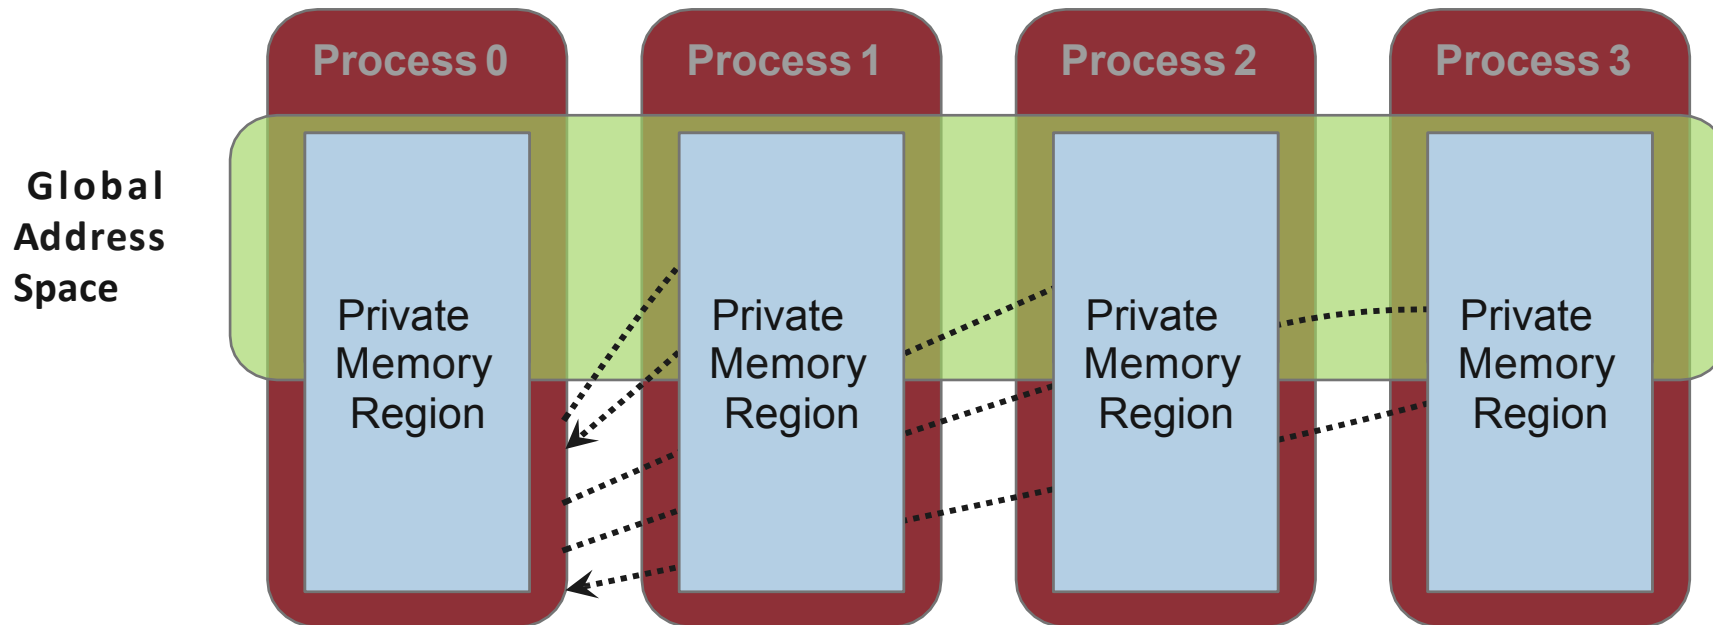 Process 0
Process 1
Process 2
Process 3
Global
Address
Space
Private
Memory
Region
Private
Memory
Region
Private
Memory
Region
Private
Memory
Region